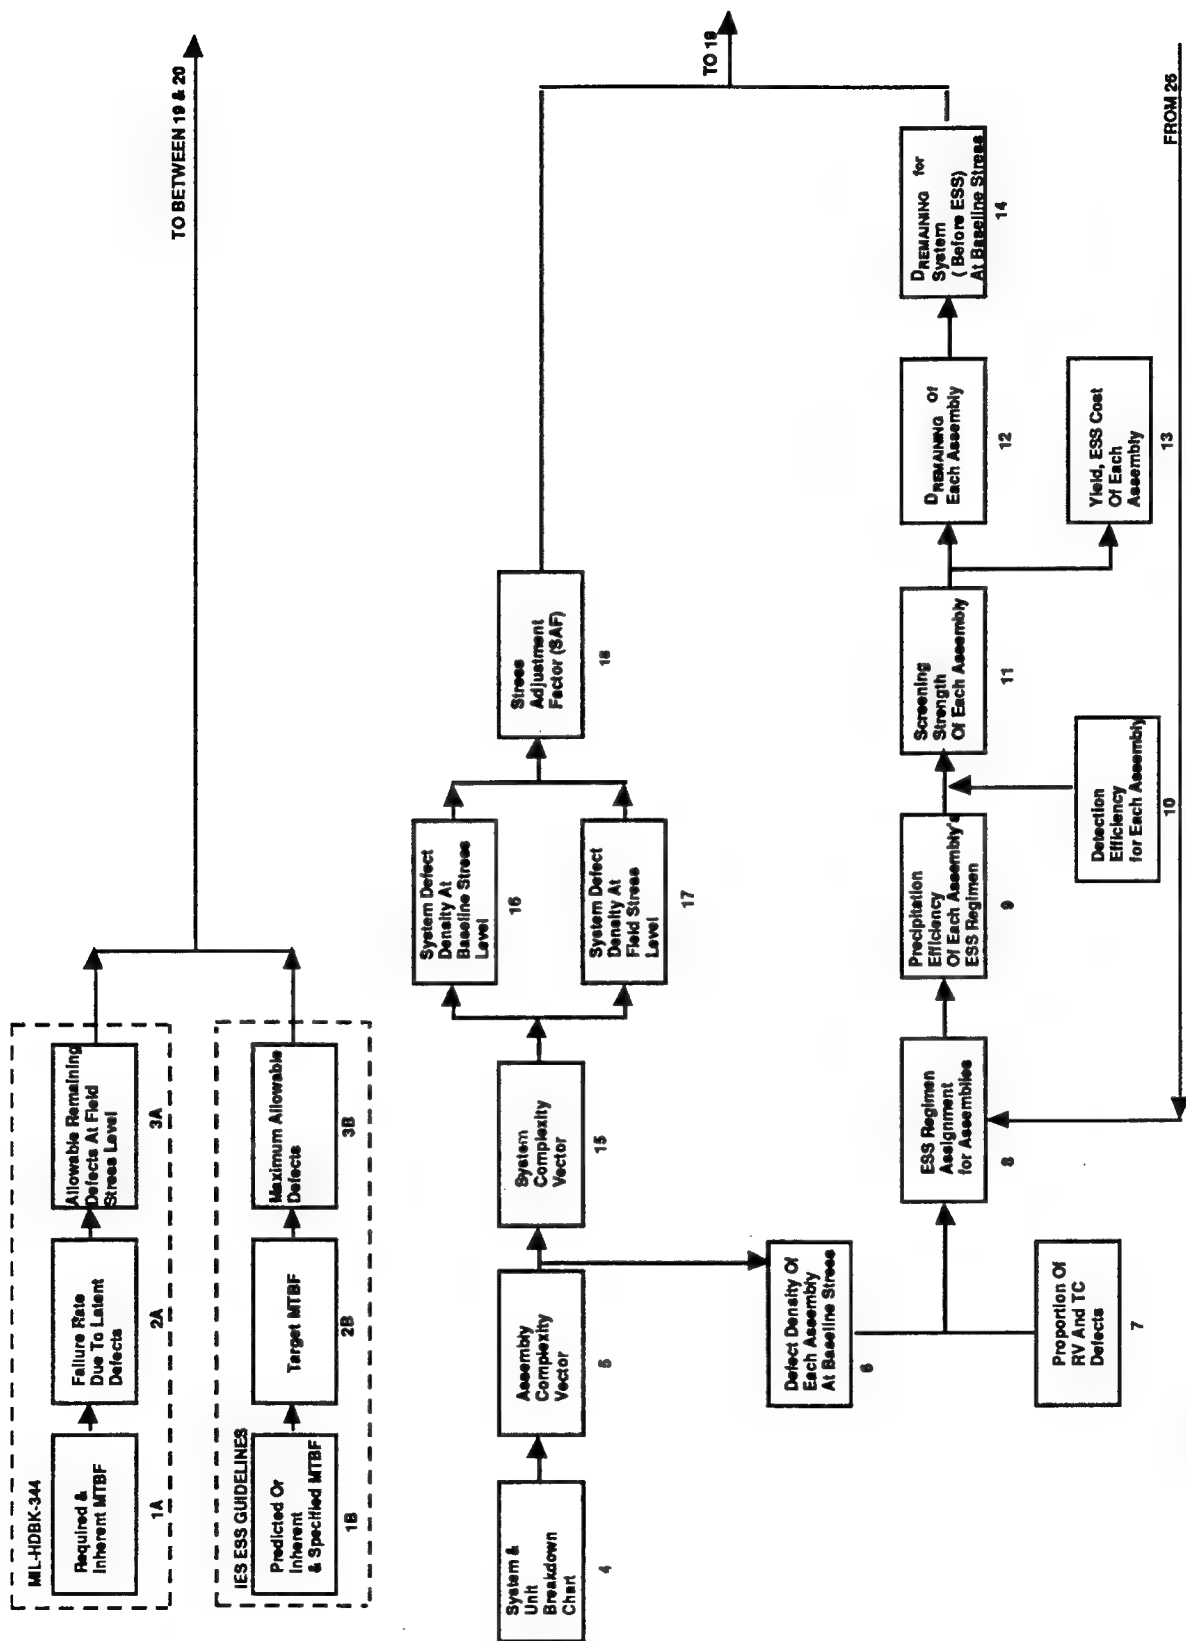 MIL-HDBK-344
Required &
Inherent MTBF
1A
Failure Rate
Due To Latent
Defects
2A
Allowable Remaining
Defects At Field
Stress Level
3A
IES ESS GUIDELINES
Predicted Or
Inherent
& Specified MTBF
1B
Target MTBF
2B
Maximum Allowable
Defects
3B
TO BETWEEN 19 & 20
System &
Unit
Breakdown
Chart
4
Assembly
Complexity
Vector
5
System
Complexity
Vector
15
System Defect
Density At
Baseline Stress
Level
16
System Defect
Density At
Field Stress
Level
17
Stress
Adjustment
Factor (SAF)
18
TO 19
Defect Density Of
Each Assembly
At Baseline Stress
6
Proportion Of
RV And TC
Defects
7
ESS Regimen
Assignment
for Assemblies
8
Precipitation
Efficiency
Of Each Assembly's
ESS Regimen
9
Detection
Efficiency
for Each Assembly
10
Screening
Strength
Of Each Assembly
11
DREMAINING Of
Each Assembly
12
Yield, ESS Cost
Of Each
Assembly
13
DREMAINING for
System
( Before ESS)
At Baseline Stress
14
FROM 26